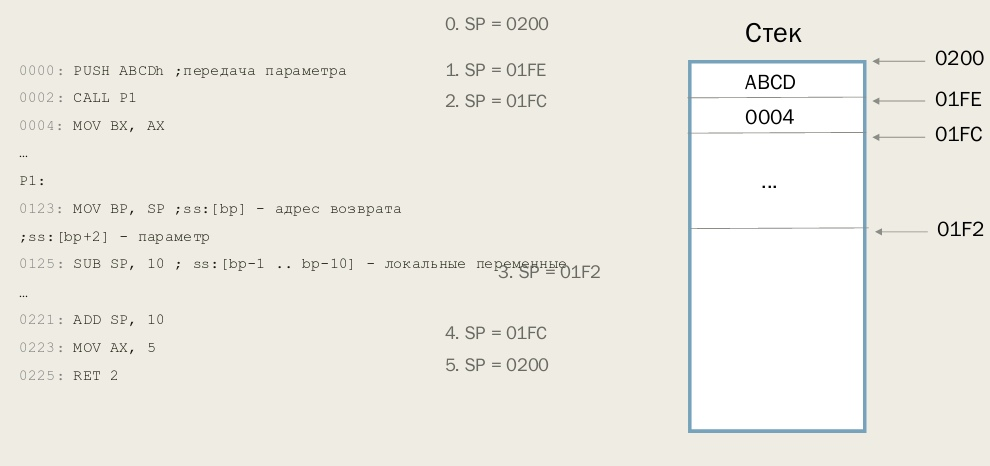 0. SP = 0200
Стек
0200
0000: PUSH ABCDh ;передача параметра
1. SP = 01FE
ABCD
01FE
0002: CALL P1
2. SP = 01FC
0004
01FC
0004: MOV BX, AX
…
...
P1:
0123: MOV BP, SP ;ss:[bp] - адрес возврата
01F2
;ss:[bp+2] - параметр
0125: SUB SP, 10 ; ss:[bp-1 .. bp-10] - локальные переменные
3. SP = 01F2
…
0221: ADD SP, 10
4. SP = 01FC
0223: MOV AX, 5
5. SP = 0200
0225: RET 2